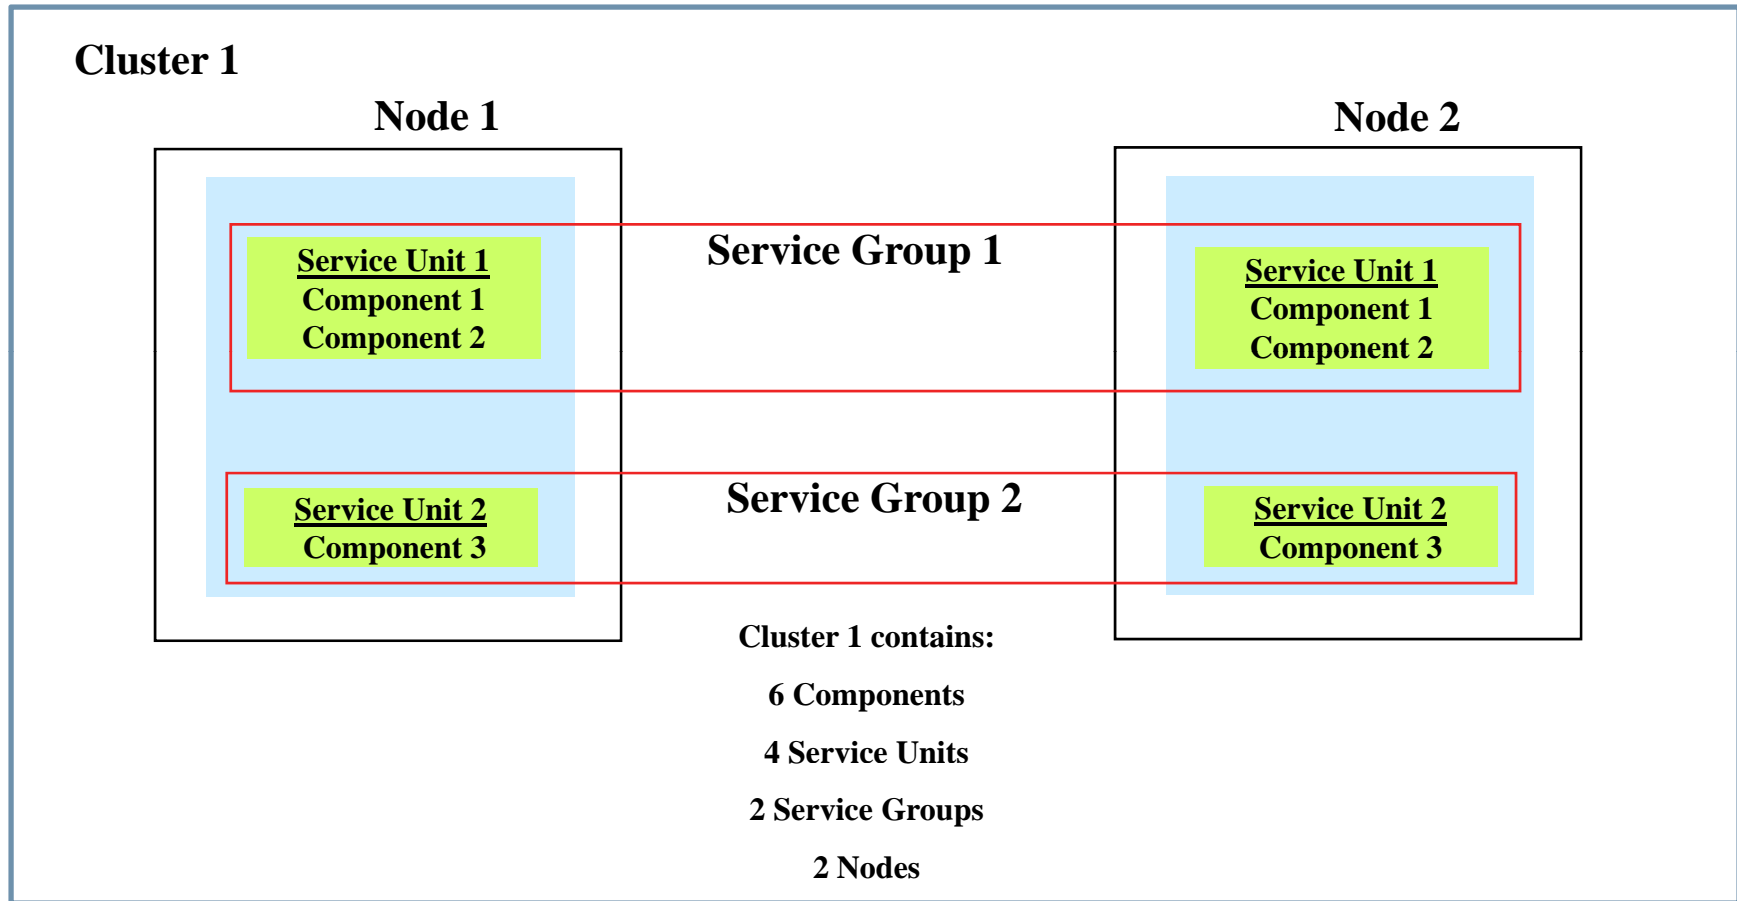 Cluster 1
Node 1
Node 2
Service Group 1
Service Unit 1
Component 1
Component 2
Service Unit 1
Component 1
Component 2
Service Group 2
Service Unit 2
Component 3
Service Unit 2
Component 3
Cluster 1 contains:
6 Components
4 Service Units
2 Service Groups
2 Nodes